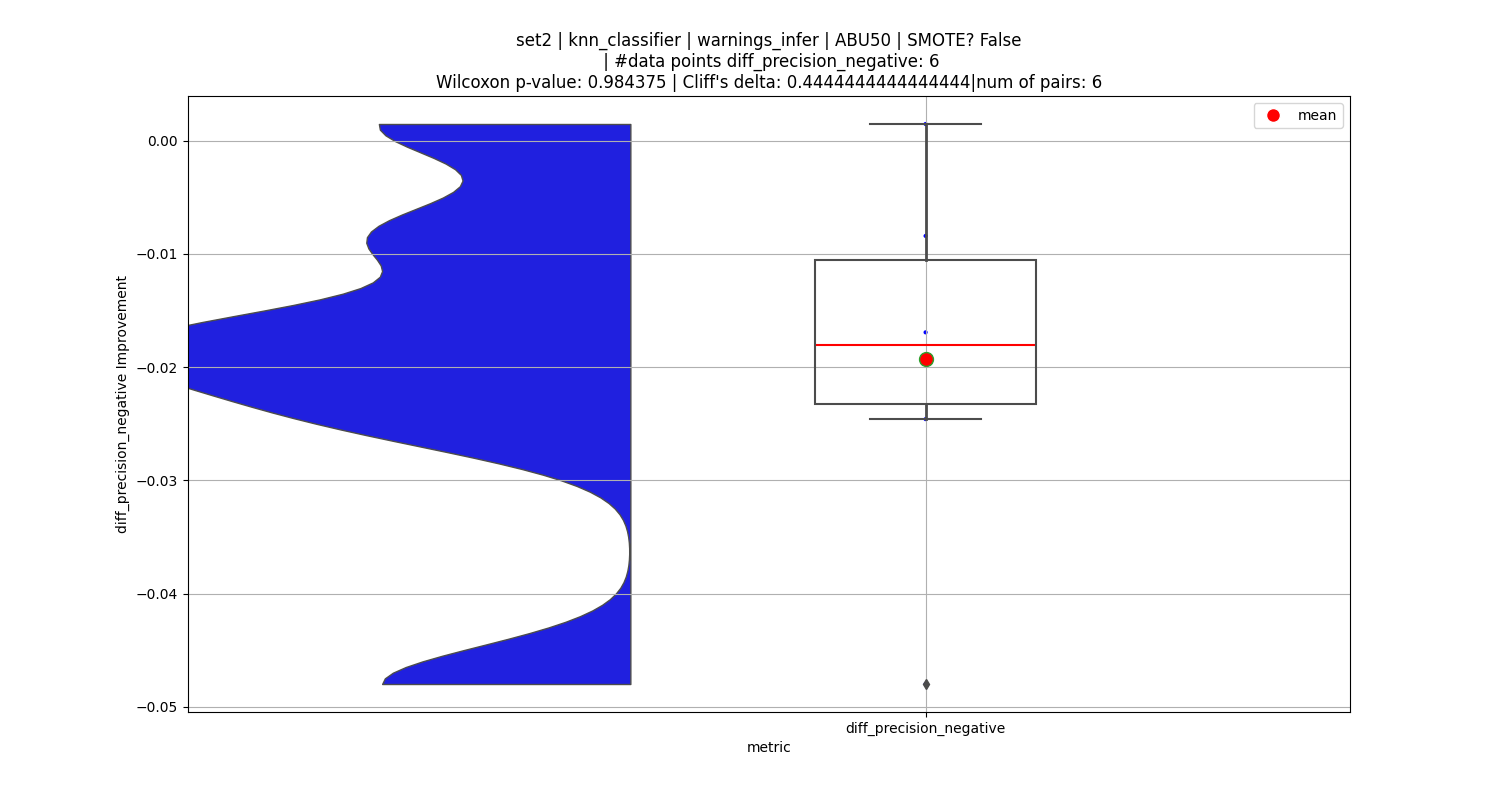 set2 | knn_classifier | warnings_infer | ABU50 | SMOTE? False
| #data points diff_precision_negative: 6
Wilcoxon p-value: 0.984375 | Cliff's delta: 0.4444444444444444|num of pairs: 6
mean
0.00
−0.01
−0.02
−0.03
−0.04
−0.05
diff_precision_negative Improvement
diff_precision_negative
metric